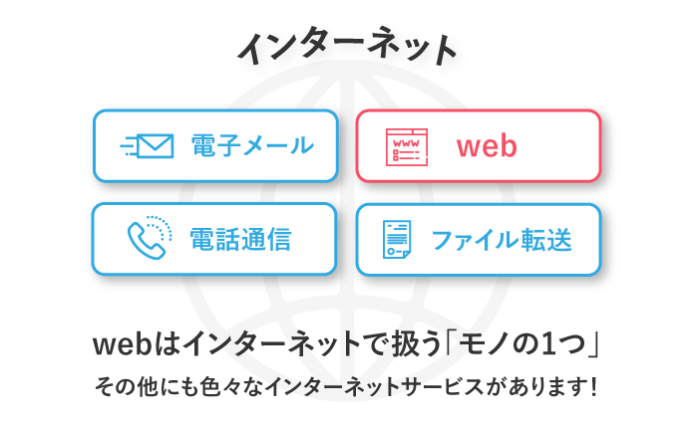 インターネット
電子メール
www
web
電話通信
ファイル転送
webはインターネットで扱う「モノの1つ」
その他にも色々なインターネットサービスがあります!